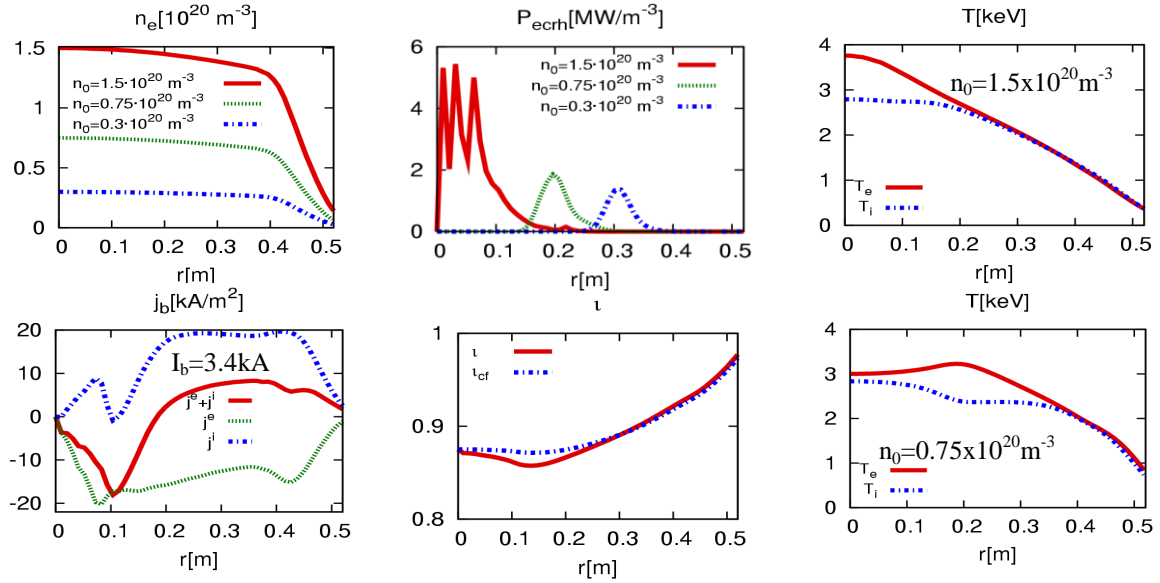 n_e[10^20 m^-3]
1.5
1
0.5
0
n_0=1.5·10^20 m^-3
n_0=0.75·10^20 m^-3
n_0=0.3·10^20 m^-3
0 0.1 0.2 0.3 0.4 0.5
r[m]
P_ecrh[MW/m^-3]
6
4
2
0
n_0=1.5·10^20 m^-3
n_0=0.75·10^20 m^-3
n_0=0.3·10^20 m^-3
0 0.1 0.2 0.3 0.4 0.5
r[m]
T[keV]
4
3
2
1
0
n_0=1.5x10^20m^-3
T_e
T_i
0 0.1 0.2 0.3 0.4 0.5
r[m]
j_b[kA/m^2]
20
10
0
-10
-20
I_b=3.4kA
j^e+j^i
j^e
j^i
0 0.1 0.2 0.3 0.4 0.5
r[m]
ι
1
0.9
0.8
ι
ι_cf
0 0.1 0.2 0.3 0.4 0.5
r[m]
T[keV]
4
3
2
1
0
n_0=0.75x10^20m^-3
T_e
T_i
0 0.1 0.2 0.3 0.4 0.5
r[m]